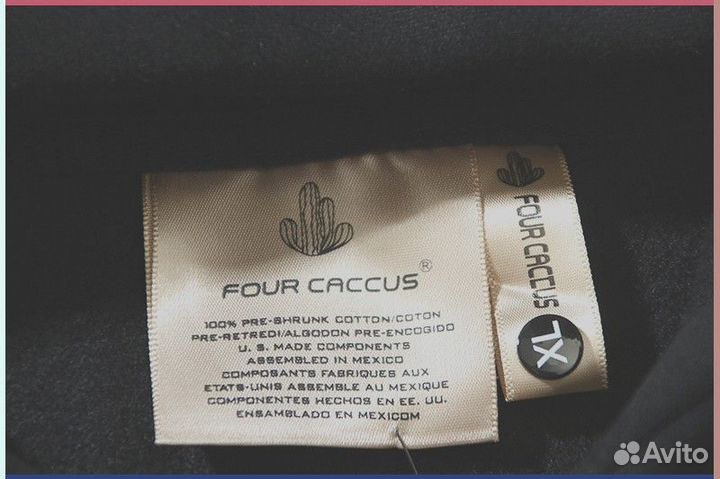 FOUR CACCUS®
100% PRE-SHRUNK COTTON/COTON
PRE-RETREDI/ALGODON PRE-ENCOGIDO
U. S. MADE COMPONENTS
ASSEMBLED IN MEXICO
COMPOSANTS FABRIQUES AUX
ETATS-UNIS ASSEMBLE AU MEXIQUE
COMPONENTES HECHOS EN EE. UU.
ENSAMBLADO EN MEXICOM
FOUR CACCUS
XL
Avito